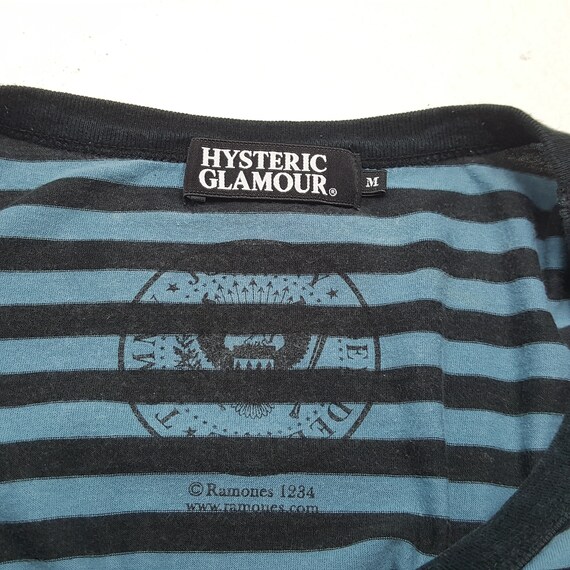 HYSTERIC
GLAMOUR®
M
© Ramones 1234
www.ramones.com